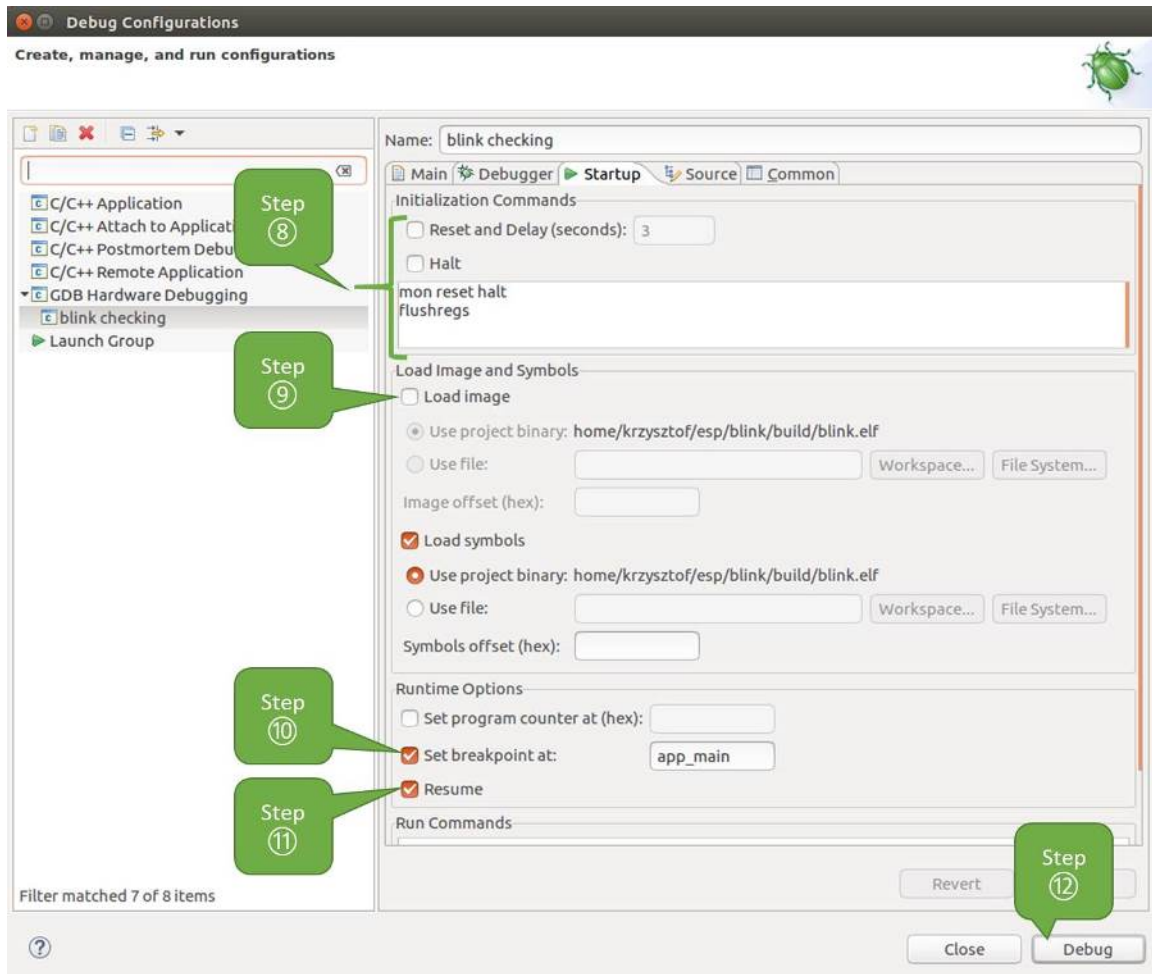 Debug Configurations
Create, manage, and run configurations
Name: blink checking
Main Debugger Startup Source Common
C/C++ Application
C/C++ Attach to Applicati
C/C++ Postmortem Debu
C/C++ Remote Application
GDB Hardware Debugging
blink checking
Launch Group
Filter matched 7 of 8 items
Step
⑧
Step
⑨
Step
⑩
Step
⑪
Initialization Commands
Reset and Delay (seconds): 3
Halt
mon reset halt
flushregs
Load Image and Symbols
Load image
Use project binary: home/krzysztof/esp/blink/build/blink.elf
Use file: Workspace... File System...
Image offset (hex):
Load symbols
Use project binary: home/krzysztof/esp/blink/build/blink.elf
Use file: Workspace... File System...
Symbols offset (hex):
Runtime Options
Set program counter at (hex):
Set breakpoint at: app_main
Resume
Run Commands
Step
⑫
Revert
? Close Debug